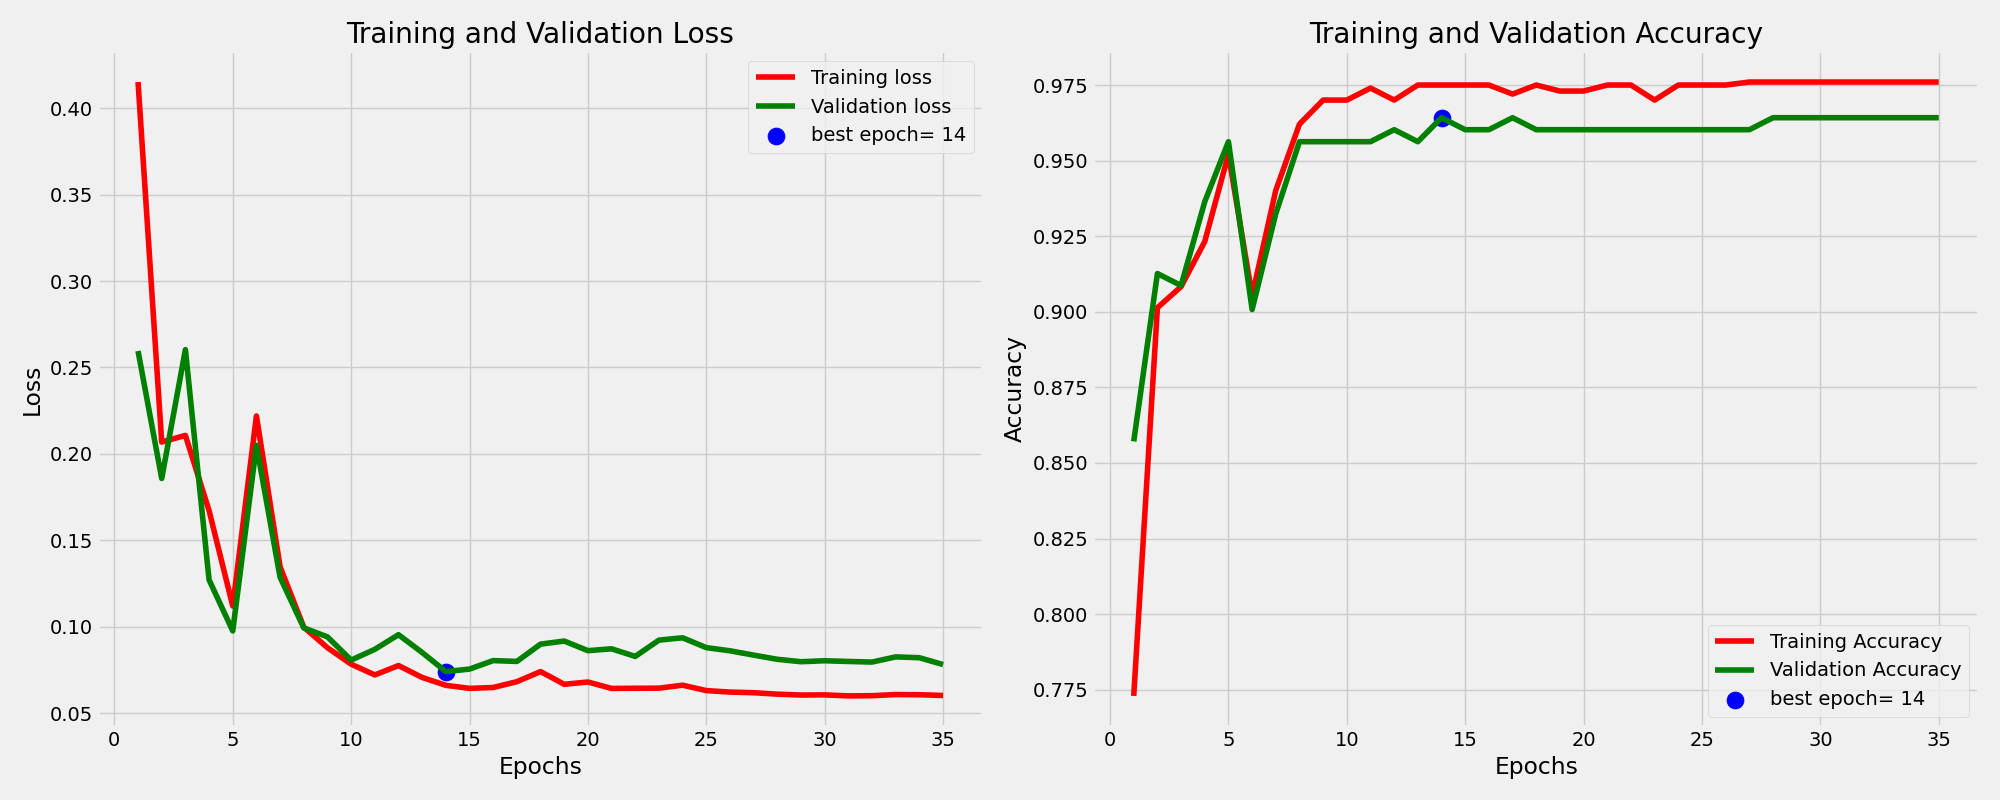 Training and Validation Loss
Training loss
Validation loss
best epoch= 14
0.40
0.35
0.30
0.25
0.20
0.15
0.10
0.05
Loss
0 5 10 15 20 25 30 35
Epochs
Training and Validation Accuracy
0.975
0.950
0.925
0.900
0.875
0.850
0.825
0.800
0.775
Accuracy
Training Accuracy
Validation Accuracy
best epoch= 14
0 5 10 15 20 25 30 35
Epochs